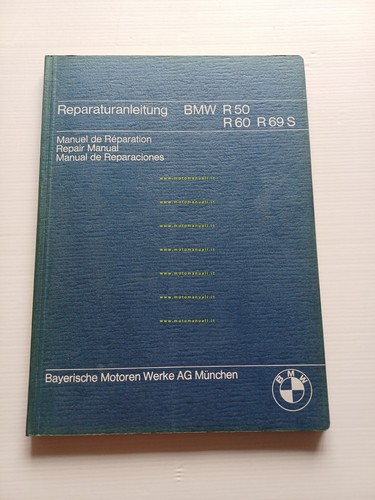 Reparaturanleitung BMW R 50
R 60 R 69 S
Manuel de Réparation
Repair Manual
Manual de Reparaciones
www.motomanuali.it
www.motomanuali.it
www.motomanuali.it
www.motomanuali.it
www.motomanuali.it
www.motomanuali.it
www.motomanuali.it
Bayerische Motoren Werke AG München
BMW